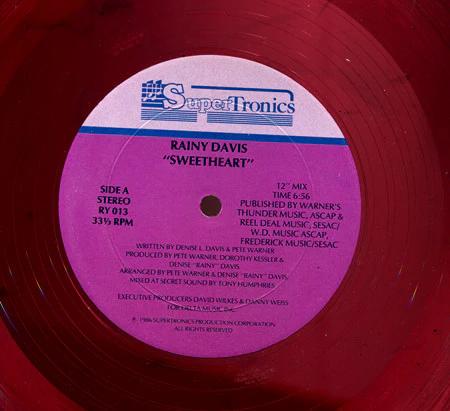 SuperTronics
RAINY DAVIS
"SWEETHEART"
SIDE A
STEREO
RY 013
33⅓ RPM
12" MIX
TIME 6:56
PUBLISHED BY WARNER'S
THUNDER MUSIC, ASCAP &
REEL DEAL MUSIC, SESAC/
W.D. MUSIC ASCAP,
FREDERICK MUSIC/SESAC
WRITTEN BY DENISE L. DAVIS & PETE WARNER
PRODUCED BY PETE WARNER, DOROTHY KESSLER &
DENISE "RAINY" DAVIS
ARRANGED BY PETE WARNER & DENISE "RAINY" DAVIS
MIXED AT SECRET SOUND BY TONY HUMPHRIES
EXECUTIVE PRODUCERS DAVID WILKES & DANNY WEISS
FOR DELTA MUSIC INC.
℗ 1986 SUPERTRONICS PRODUCTION CORPORATION
ALL RIGHTS RESERVED